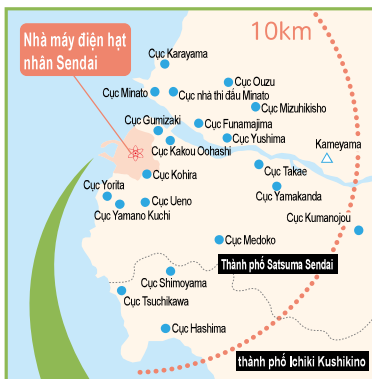 10km
Nhà máy điện hạt
nhân Sendai
Cục Karayama
Cục Ouzu
Cục Minato
Cục nhà thi đấu Minato
Cục Mizuhikisho
Cục Gumizaki
Cục Funamajima
Cục Yushima
Kameyama
Cục Kakou Oohashi
Cục Takae
Cục Kohira
Cục Yorita
Cục Ueno
Cục Yamakanda
Cục Yamano Kuchi
Cục Kumanojou
Cục Medoko
Thành phố Satsuma Sendai
Cục Shimoyama
Cục Tsuchikawa
Cục Hashima
thành phố Ichiki Kushikino